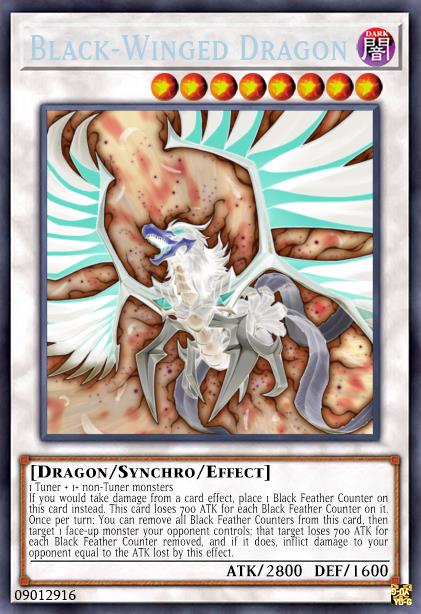 Black-Winged Dragon
DARK
闇
[Dragon/Synchro/Effect]
1 Tuner + 1+ non-Tuner monsters
If you would take damage from a card effect, place 1 Black Feather Counter on
this card instead. This card loses 700 ATK for each Black Feather Counter on it.
Once per turn: You can remove all Black Feather Counters from this card, then
target 1 face-up monster your opponent controls; that target loses 700 ATK for
each Black Feather Counter removed, and if it does, inflict damage to your
opponent equal to the ATK lost by this effect.
ATK/2800 DEF/1600
09012916